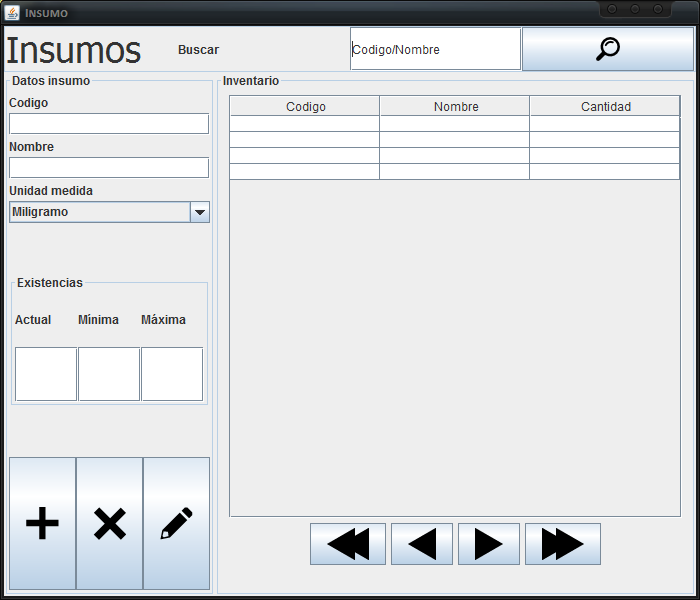 INSUMO
Insumos
Buscar
Codigo/Nombre
Datos insumo
Codigo
Nombre
Unidad medida
Miligramo
Existencias
Actual Mínima Máxima
Inventario
Codigo Nombre Cantidad